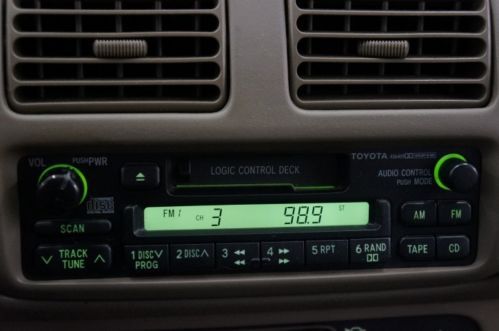 VOL PUSH PWR
LOGIC CONTROL DECK
TOYOTA
AUDIO CONTROL
PUSH MODE
DISC
FM 1 CH 3 98.9 ST
AM FM
SCAN
TRACK
TUNE
1 DISC
PROG
2 DISC
3
4
5 RPT
6 RAND
TAPE CD